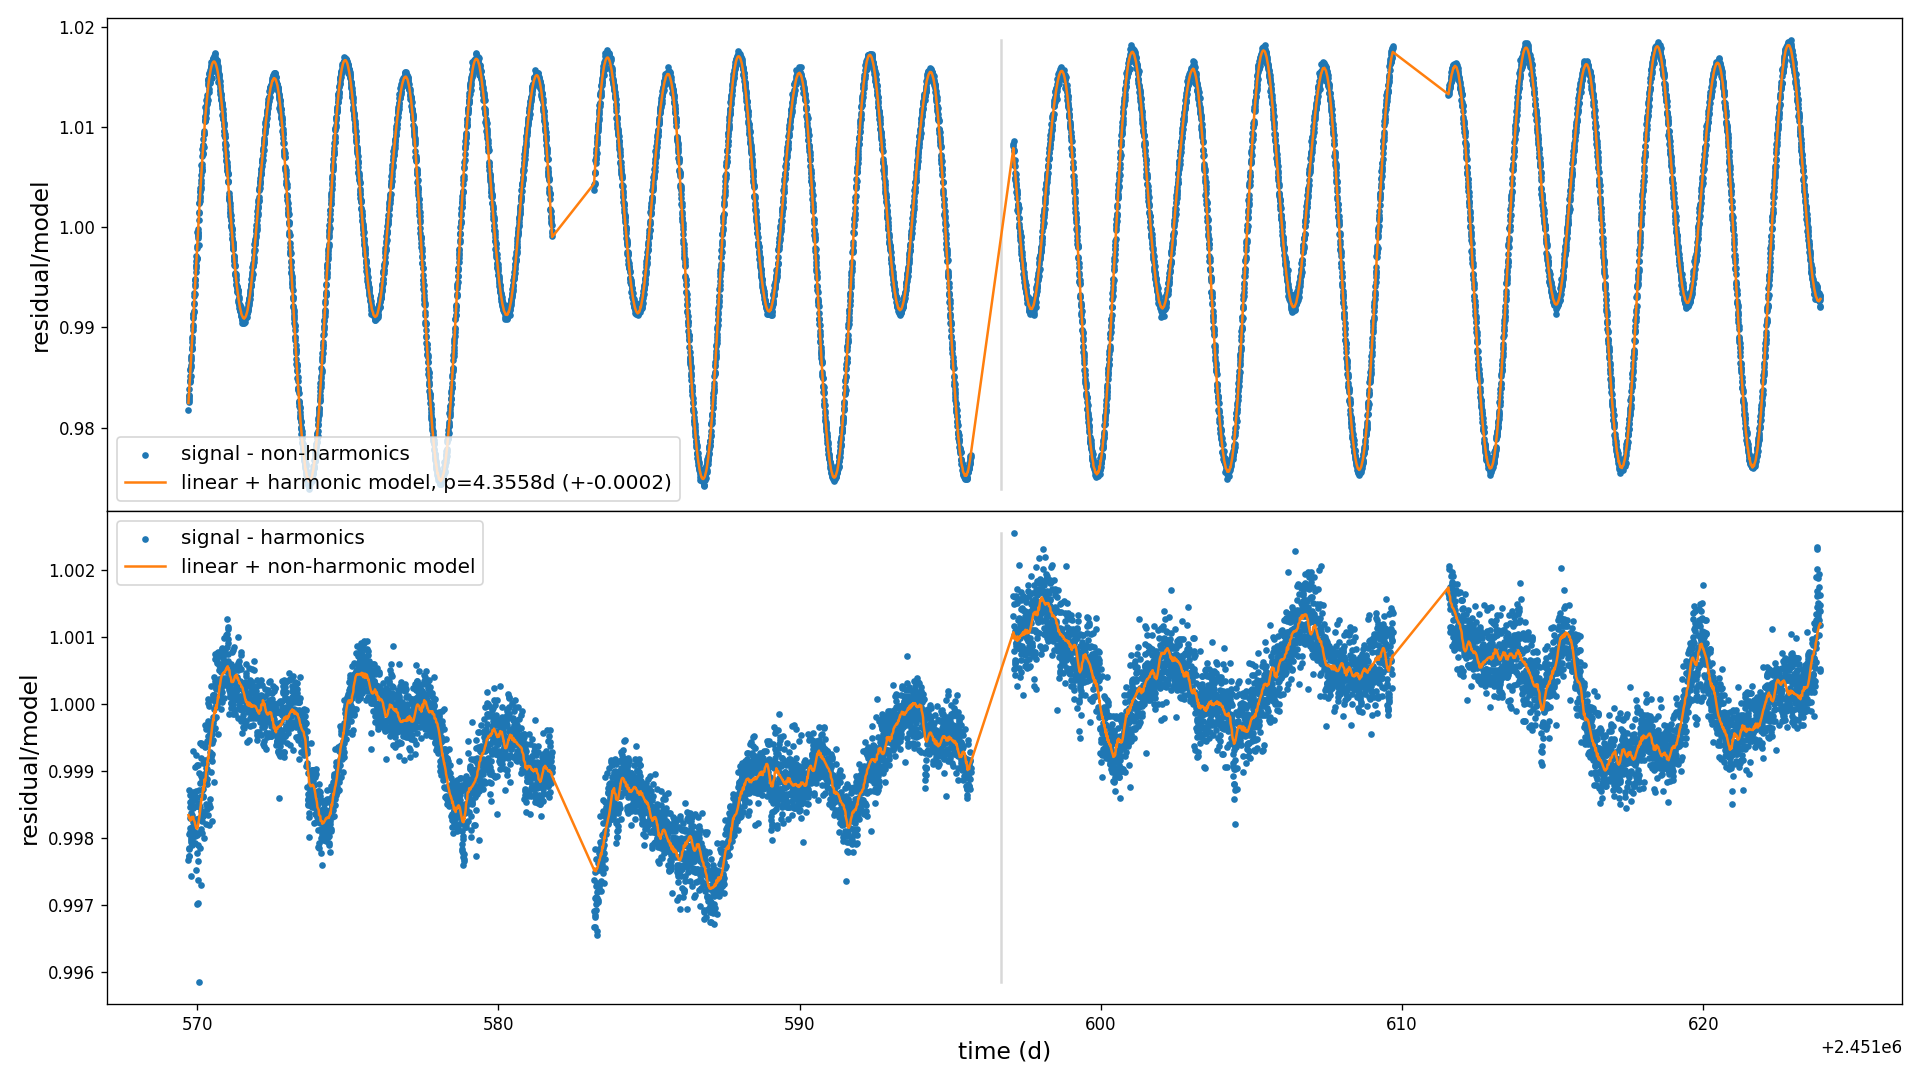 1.02
1.01
1.00
0.99
0.98
residual/model
signal - non-harmonics
linear + harmonic model, p=4.3558d (+-0.0002)
signal - harmonics
linear + non-harmonic model
1.002
1.001
1.000
0.999
0.998
0.997
0.996
residual/model
570 580 590 600 610 620
time (d)
+2.451e6